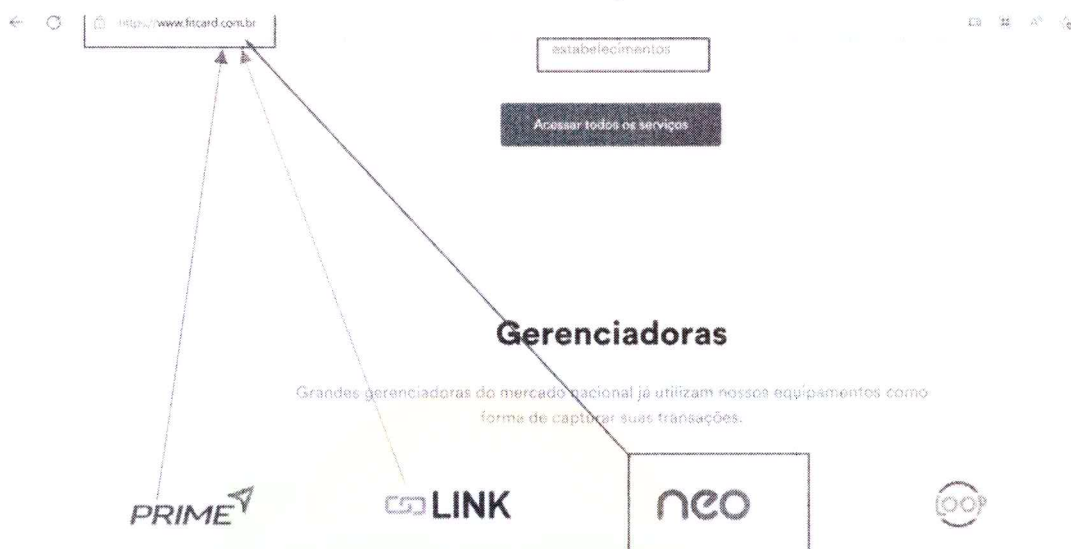 https://www.fitcard.com.br
estabelecimentos
Acessar todos os serviços
Gerenciadoras
Grandes gerenciadoras do mercado nacional já utilizam nossos equipamentos como
forma de capturar suas transações.
PRIME
LINK
neo
LOOP